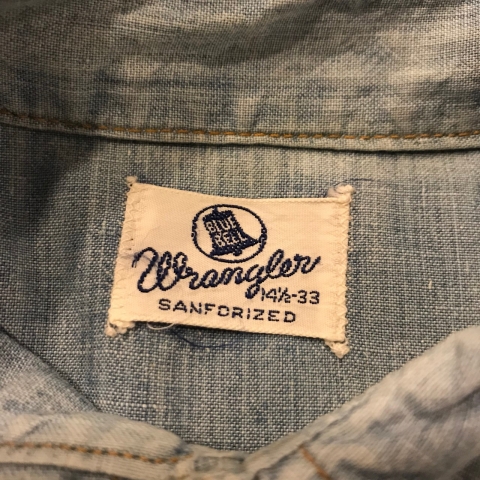 BLUE
BELL
Wrangler
14½-33
SANFORIZED